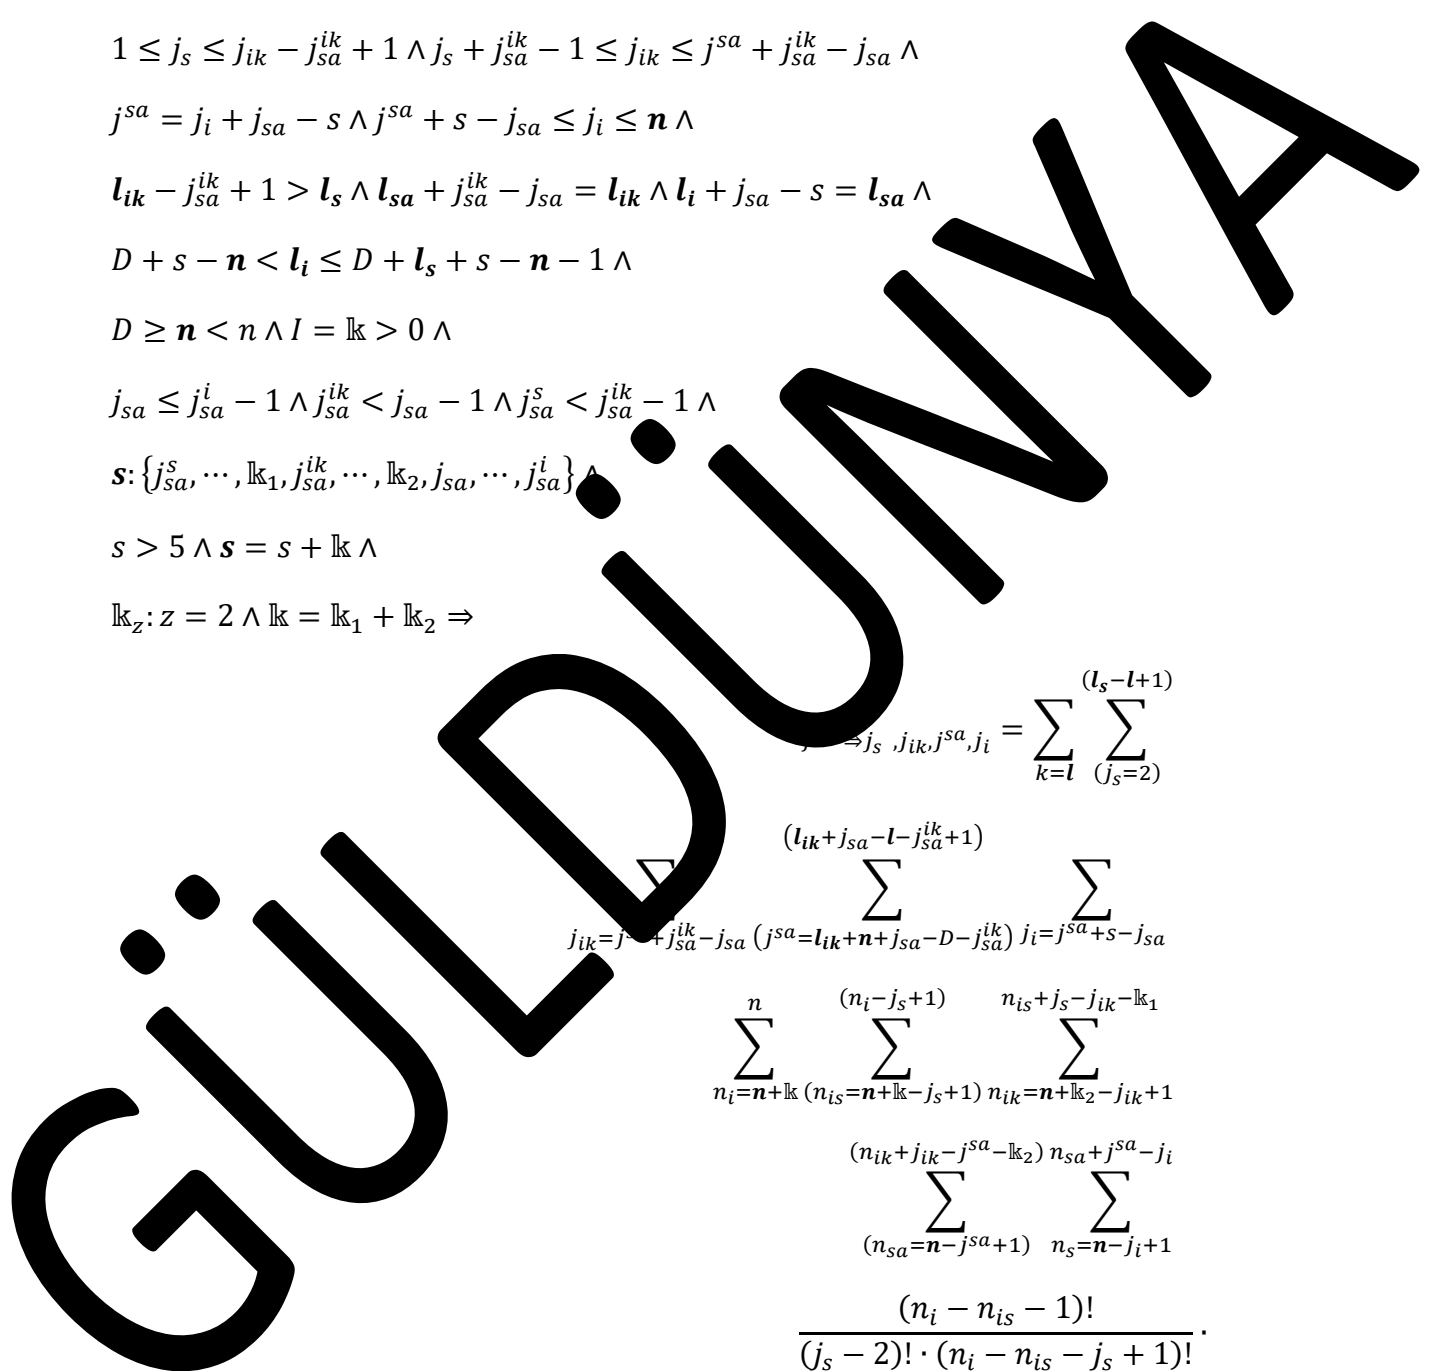 1 ≤ j_s ≤ j_{ik} − j_{sa}^{ik} + 1 ∧ j_s + j_{sa}^{ik} − 1 ≤ j_{ik} ≤ j^{sa} + j_{sa}^{ik} − j_{sa} ∧
j^{sa} = j_i + j_{sa} − s ∧ j^{sa} + s − j_{sa} ≤ j_i ≤ n ∧
l_{ik} − j_{sa}^{ik} + 1 > l_s ∧ l_{sa} + j_{sa}^{ik} − j_{sa} = l_{ik} ∧ l_i + j_{sa} − s = l_{sa} ∧
D + s − n < l_i ≤ D + l_s + s − n − 1 ∧
D ≥ n < n ∧ I = 𝕜 > 0 ∧
j_{sa} ≤ j_{sa}^i − 1 ∧ j_{sa}^{ik} < j_{sa} − 1 ∧ j_{sa}^s < j_{sa}^{ik} − 1 ∧
s: {j_{sa}^s, ⋯, 𝕜_1, j_{sa}^{ik}, ⋯, 𝕜_2, j_{sa}, ⋯, j_{sa}^i} ∧
s > 5 ∧ s = s + 𝕜 ∧
𝕜_z: z = 2 ∧ 𝕜 = 𝕜_1 + 𝕜_2 ⇒
⇒j_s ,j_{ik},j^{sa},j_i = ∑_{k=l} ∑_{(j_s=2)}^{(l_s−l+1)}
∑_{j_{ik}=j^{sa}+j_{sa}^{ik}−j_{sa}} ∑_{(j^{sa}=l_{ik}+n+j_{sa}−D−j_{sa}^{ik})}^{(l_{ik}+j_{sa}−l−j_{sa}^{ik}+1)} ∑_{j_i=j^{sa}+s−j_{sa}}
∑_{n_i=n+𝕜}^{n} ∑_{(n_{is}=n+𝕜−j_s+1)}^{(n_i−j_s+1)} ∑_{n_{ik}=n+𝕜_2−j_{ik}+1}^{n_{is}+j_s−j_{ik}−𝕜_1}
∑_{(n_{sa}=n−j^{sa}+1)}^{(n_{ik}+j_{ik}−j^{sa}−𝕜_2)} ∑_{n_s=n−j_i+1}^{n_{sa}+j^{sa}−j_i}
(n_i − n_{is} − 1)! / (j_s − 2)! · (n_i − n_{is} − j_s + 1)! ·
GÜLDÜNYA